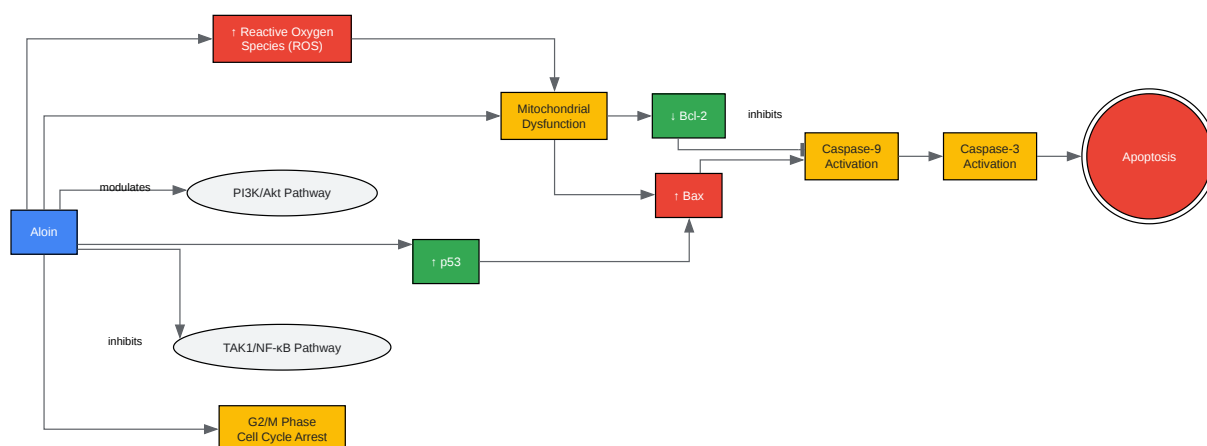 ↑ Reactive Oxygen
Species (ROS)
Mitochondrial
Dysfunction
↓ Bcl-2
inhibits
Caspase-9
Activation
Caspase-3
Activation
Apoptosis
modulates
PI3K/Akt Pathway
↑ Bax
Aloin
↑ p53
inhibits
TAK1/NF-κB Pathway
G2/M Phase
Cell Cycle Arrest